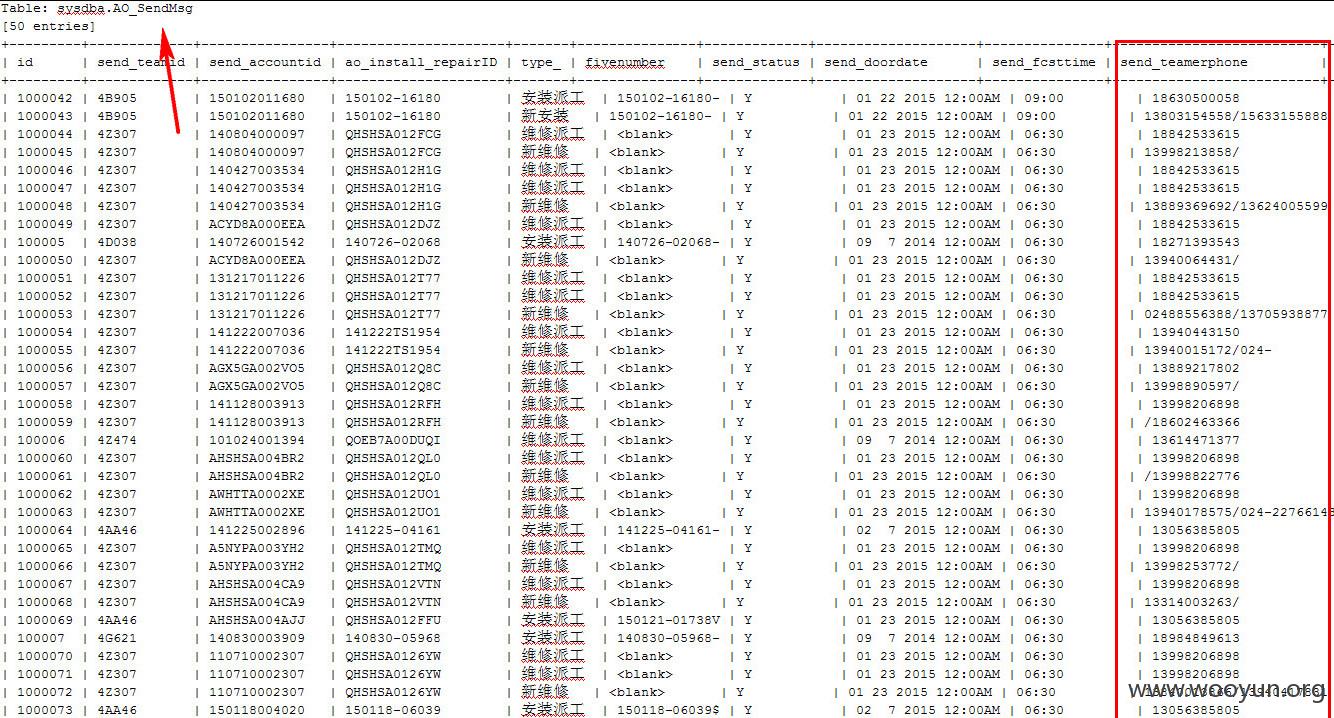 Table: sysdba.AO_SendMsg
[50 entries]
| id | send_teamid | send_accountid | ao_install_repairID | type_ | fivenumber | send_status | send_doordate | send_fcsttime | send_teamerphone |
| 1000042 | 4B905 | 150102011680 | 150102-16180 | 安装派工 | 150102-16180- | Y | 01 22 2015 12:00AM | 09:00 | 18630500058
| 1000043 | 4B905 | 150102011680 | 150102-16180 | 新安装 | 150102-16180- | Y | 01 22 2015 12:00AM | 09:00 | 13803154558/15633155888
| 1000044 | 4Z307 | 140804000097 | QHSHSA012FCG | 维修派工 | <blank> | Y | 01 23 2015 12:00AM | 06:30 | 18842533615
| 1000045 | 4Z307 | 140804000097 | QHSHSA012FCG | 新维修 | <blank> | Y | 01 23 2015 12:00AM | 06:30 | 13998213858/
| 1000046 | 4Z307 | 140427003534 | QHSHSA012H1G | 维修派工 | <blank> | Y | 01 23 2015 12:00AM | 06:30 | 18842533615
| 1000047 | 4Z307 | 140427003534 | QHSHSA012H1G | 维修派工 | <blank> | Y | 01 23 2015 12:00AM | 06:30 | 18842533615
| 1000048 | 4Z307 | 140427003534 | QHSHSA012H1G | 新维修 | <blank> | Y | 01 23 2015 12:00AM | 06:30 | 13889369692/13624005599
| 1000049 | 4Z307 | ACYD8A000EEA | QHSHSA012DJZ | 维修派工 | <blank> | Y | 01 23 2015 12:00AM | 06:30 | 18842533615
| 100005 | 4D038 | 140726001542 | 140726-02068 | 安装派工 | 140726-02068- | Y | 09 7 2014 12:00AM | 06:30 | 18271393543
| 1000050 | 4Z307 | ACYD8A000EEA | QHSHSA012DJZ | 新维修 | <blank> | Y | 01 23 2015 12:00AM | 06:30 | 13940064431/
| 1000051 | 4Z307 | 131217011226 | QHSHSA012T77 | 维修派工 | <blank> | Y | 01 23 2015 12:00AM | 06:30 | 18842533615
| 1000052 | 4Z307 | 131217011226 | QHSHSA012T77 | 维修派工 | <blank> | Y | 01 23 2015 12:00AM | 06:30 | 18842533615
| 1000053 | 4Z307 | 131217011226 | QHSHSA012T77 | 新维修 | <blank> | Y | 01 23 2015 12:00AM | 06:30 | 02488556388/13705938877
| 1000054 | 4Z307 | 141222007036 | 141222TS1954 | 维修派工 | <blank> | Y | 01 23 2015 12:00AM | 06:30 | 13940443150
| 1000055 | 4Z307 | 141222007036 | 141222TS1954 | 新维修 | <blank> | Y | 01 23 2015 12:00AM | 06:30 | 13940015172/024-
| 1000056 | 4Z307 | AGX5GA002VO5 | QHSHSA012Q8C | 维修派工 | <blank> | Y | 01 23 2015 12:00AM | 06:30 | 13889217802
| 1000057 | 4Z307 | AGX5GA002VO5 | QHSHSA012Q8C | 新维修 | <blank> | Y | 01 23 2015 12:00AM | 06:30 | 13998890597/
| 1000058 | 4Z307 | 141128003913 | QHSHSA012RFH | 维修派工 | <blank> | Y | 01 23 2015 12:00AM | 06:30 | 13998206898
| 1000059 | 4Z307 | 141128003913 | QHSHSA012RFH | 新维修 | <blank> | Y | 01 23 2015 12:00AM | 06:30 | /18602463366
| 100006 | 4Z474 | 101024001394 | QOEB7A00DUQI | 维修派工 | <blank> | Y | 09 7 2014 12:00AM | 06:30 | 13614471377
| 1000060 | 4Z307 | AHSHSA004BR2 | QHSHSA012QL0 | 维修派工 | <blank> | Y | 01 23 2015 12:00AM | 06:30 | 13998206898
| 1000061 | 4Z307 | AHSHSA004BR2 | QHSHSA012QL0 | 新维修 | <blank> | Y | 01 23 2015 12:00AM | 06:30 | /13998822776
| 1000062 | 4Z307 | AWHTTA0002XE | QHSHSA012UO1 | 维修派工 | <blank> | Y | 01 23 2015 12:00AM | 06:30 | 13998206898
| 1000063 | 4Z307 | AWHTTA0002XE | QHSHSA012UO1 | 新维修 | <blank> | Y | 01 23 2015 12:00AM | 06:30 | 13940178575/024-2276614
| 1000064 | 4AA46 | 141225002896 | 141225-04161 | 安装派工 | 141225-04161- | Y | 02 7 2015 12:00AM | 06:30 | 13056385805
| 1000065 | 4Z307 | A5NYPA003YH2 | QHSHSA012TMQ | 维修派工 | <blank> | Y | 01 23 2015 12:00AM | 06:30 | 13998206898
| 1000066 | 4Z307 | A5NYPA003YH2 | QHSHSA012TMQ | 新维修 | <blank> | Y | 01 23 2015 12:00AM | 06:30 | 13998253772/
| 1000067 | 4Z307 | AHSHSA004CA9 | QHSHSA012VTN | 维修派工 | <blank> | Y | 01 23 2015 12:00AM | 06:30 | 13998206898
| 1000068 | 4Z307 | AHSHSA004CA9 | QHSHSA012VTN | 新维修 | <blank> | Y | 01 23 2015 12:00AM | 06:30 | 13314003263/
| 1000069 | 4AA46 | AHSHSA004AJJ | QHSHSA012FFU | 安装派工 | 150121-01738V | Y | 01 23 2015 12:00AM | 06:30 | 13056385805
| 100007 | 4G621 | 140830003909 | 140830-05968 | 安装派工 | 140830-05968- | Y | 09 7 2014 12:00AM | 06:30 | 18984849613
| 1000070 | 4Z307 | 110710002307 | QHSHSA0126YW | 维修派工 | <blank> | Y | 01 23 2015 12:00AM | 06:30 | 13998206898
| 1000071 | 4Z307 | 110710002307 | QHSHSA0126YW | 维修派工 | <blank> | Y | 01 23 2015 12:00AM | 06:30 | 13998206898
| 1000072 | 4Z307 | 110710002307 | QHSHSA0126YW | 新维修 | <blank> | Y | 01 23 2015 12:00AM | 06:30 |
| 1000073 | 4AA46 | 150118004020 | 150118-06039 | 安装派工 | 150118-06039$ | Y | 02 7 2015 12:00AM | 06:30 | 13056385805
www.wooyun.org